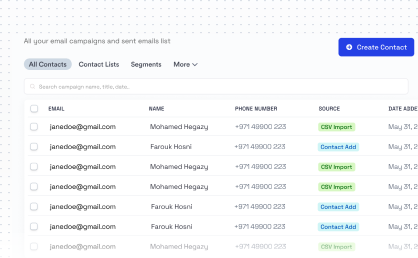 All your email campaigns and sent emails list
Create Contact
All Contacts Contact Lists Segments More
Search campaign name, title, date..
EMAIL NAME PHONE NUMBER SOURCE DATE ADDE
janedoe@gmail.com Mohamed Hegazy +971 49900 223 CSV Import May 31, 2
janedoe@gmail.com Farouk Hosni +971 49900 223 Contact Add May 31, 2
janedoe@gmail.com Mohamed Hegazy +971 49900 223 CSV Import May 31, 2
janedoe@gmail.com Mohamed Hegazy +971 49900 223 CSV Import May 31, 2
janedoe@gmail.com Farouk Hosni +971 49900 223 Contact Add May 31, 2
janedoe@gmail.com Farouk Hosni +971 49900 223 Contact Add May 31, 2
janedoe@gmail.com Mohamed Hegazy +971 49900 223 CSV Import May 31, 2